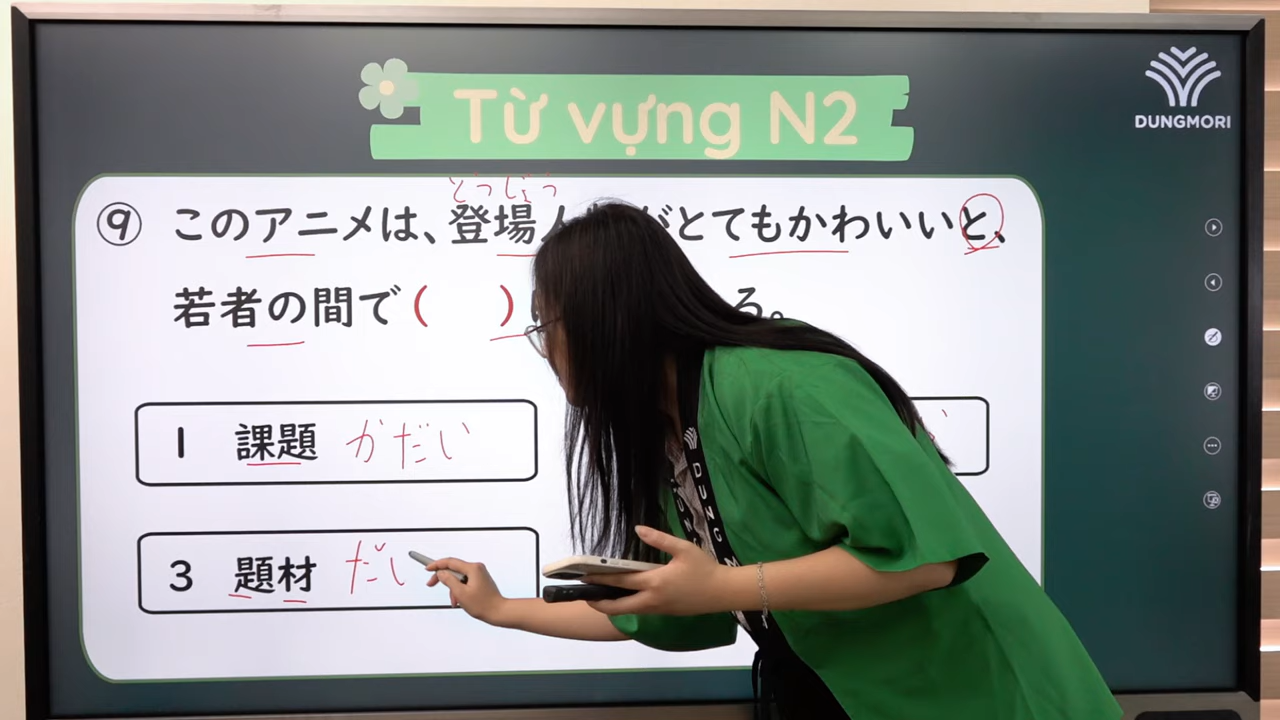 Từ vựng N2
DUNGMORI
とうじょう
⑨ このアニメは、登場 がとてもかわいいと、
若者の間で( ) る。
1 課題 かだい
3 題材 だい
DUNG